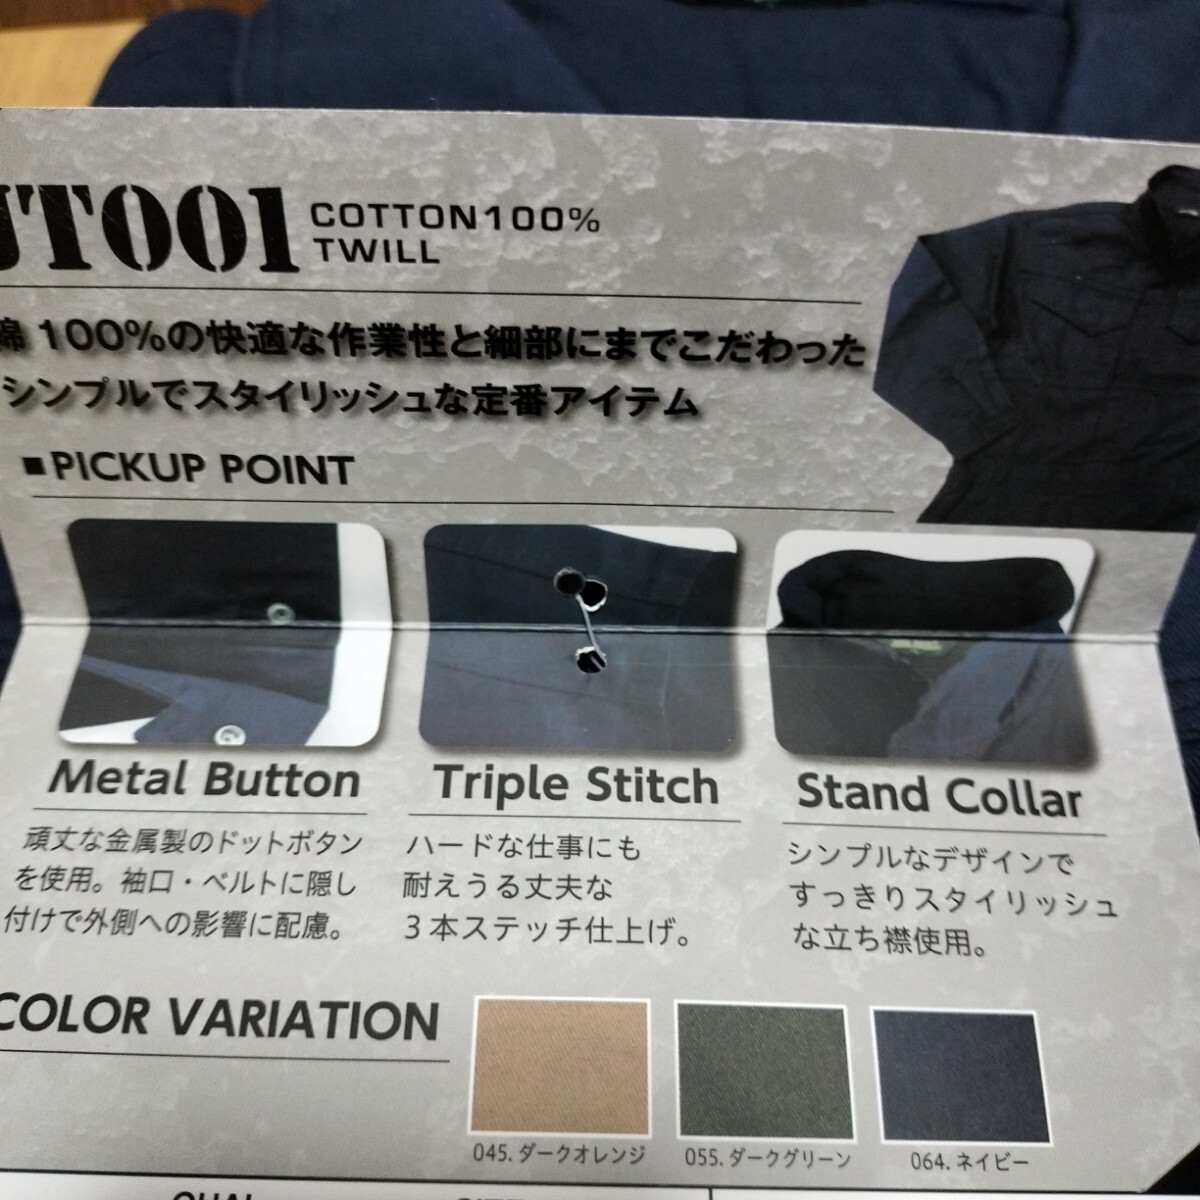 JT001 COTTON100%
TWILL
綿100%の快適な作業性と細部にまでこだわった
シンプルでスタイリッシュな定番アイテム
■PICKUP POINT
Metal Button
頑丈な金属製のドットボタン
を使用。袖口・ベルトに隠し
付けで外側への影響に配慮。
Triple Stitch
ハードな仕事にも
耐えうる丈夫な
3本ステッチ仕上げ。
Stand Collar
シンプルなデザインで
すっきりスタイリッシュ
な立ち襟使用。
COLOR VARIATION
045.ダークオレンジ
055.ダークグリーン
064.ネイビー